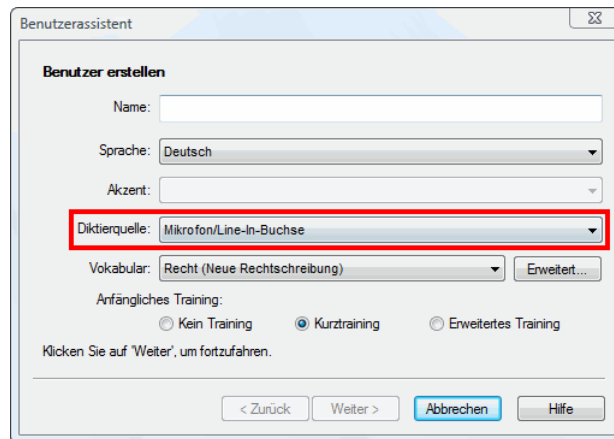 Benutzerassistent
Benutzer erstellen
Name:
Sprache: Deutsch
Akzent:
Diktierquelle: Mikrofon/Line-In-Buchse
Vokabular: Recht (Neue Rechtschreibung) Erweitert...
Anfängliches Training:
Kein Training Kurztraining Erweitertes Training
Klicken Sie auf 'Weiter', um fortzufahren.
< Zurück Weiter > Abbrechen Hilfe